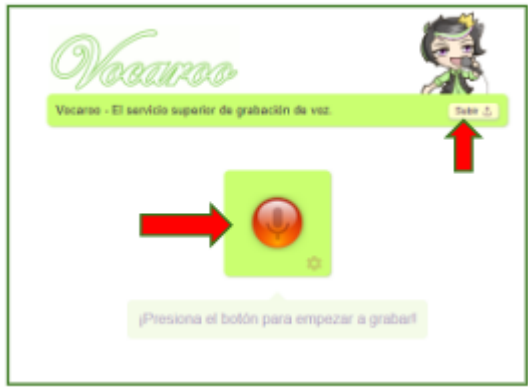 Vocaroo
Vocaroo - El servicio superior de grabación de voz.
Subir
¡Presiona el botón para empezar a grabar!